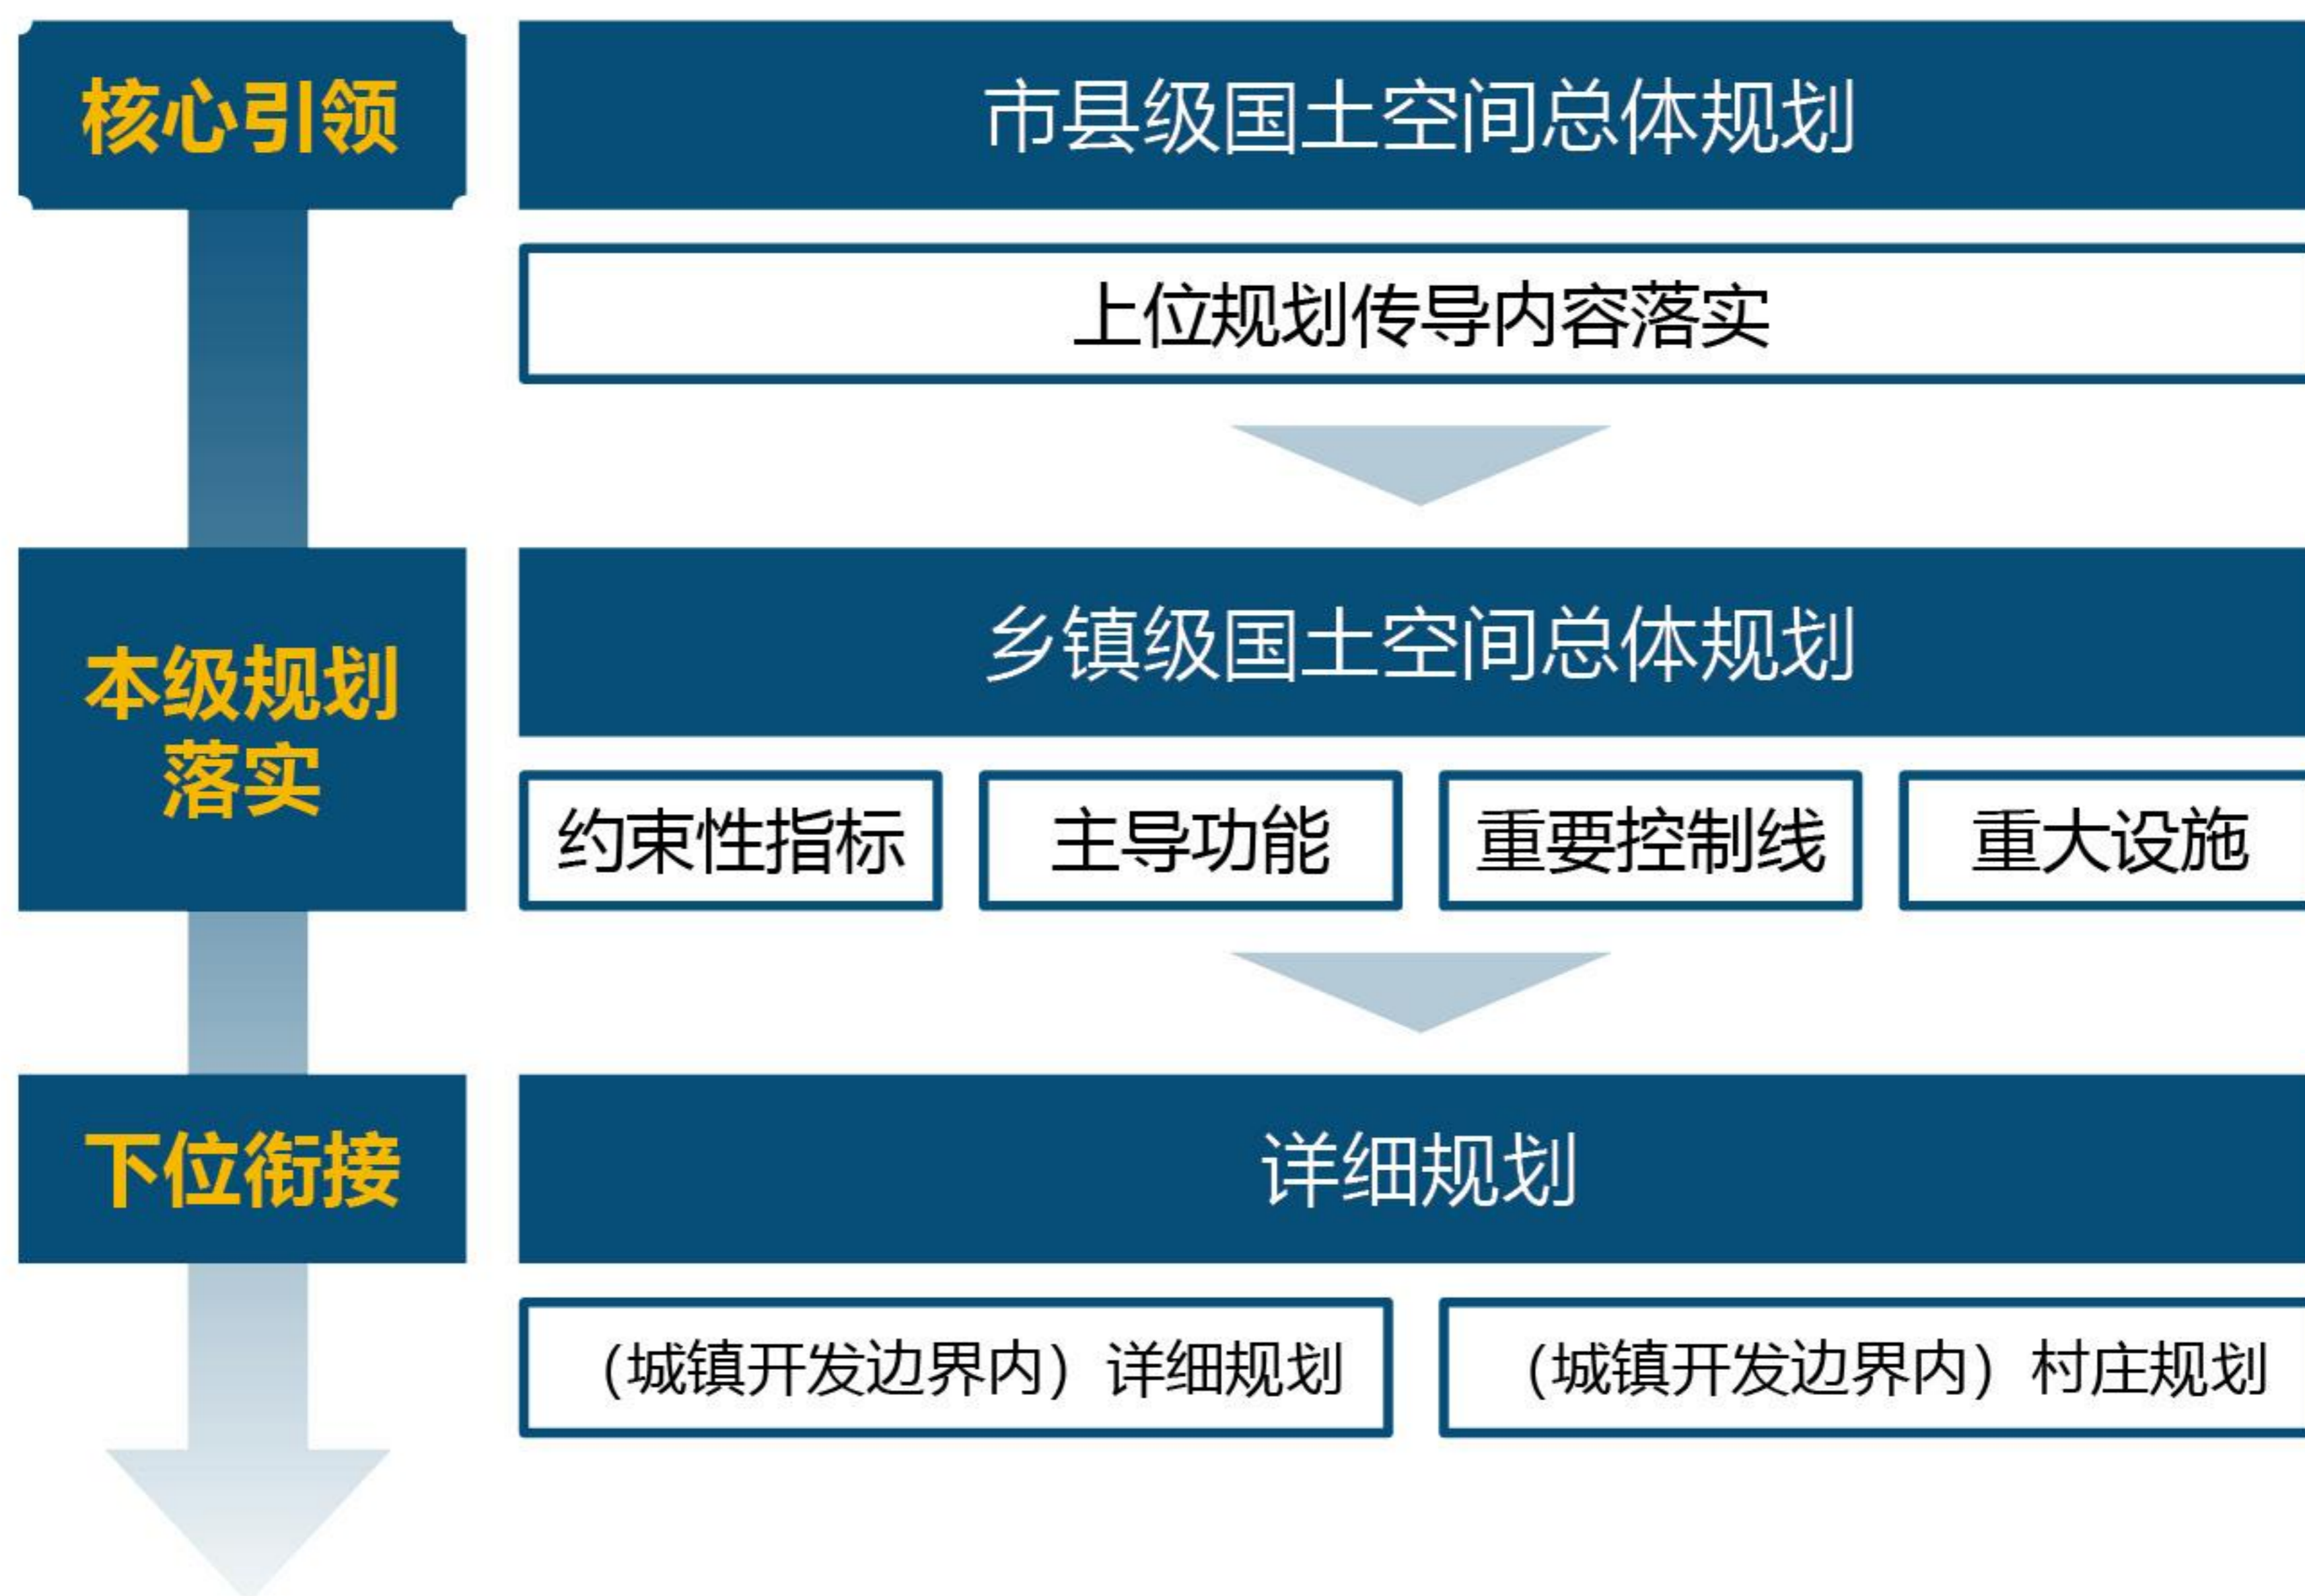 核心引领
市县级国土空间总体规划
上位规划传导内容落实
本级规划
落实
乡镇级国土空间总体规划
约束性指标
主导功能
重要控制线
重大设施
下位衔接
详细规划
（城镇开发边界内）详细规划
（城镇开发边界内）村庄规划